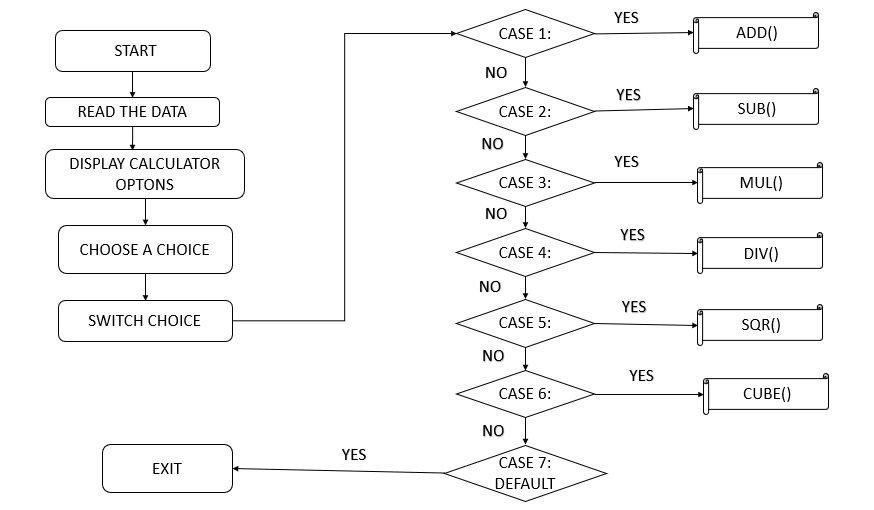 START
READ THE DATA
DISPLAY CALCULATOR
OPTONS
CHOOSE A CHOICE
SWITCH CHOICE
CASE 1:
YES
ADD()
NO
CASE 2:
YES
SUB()
NO
CASE 3:
YES
MUL()
NO
CASE 4:
YES
DIV()
NO
CASE 5:
YES
SQR()
NO
CASE 6:
YES
CUBE()
NO
CASE 7:
DEFAULT
YES
EXIT